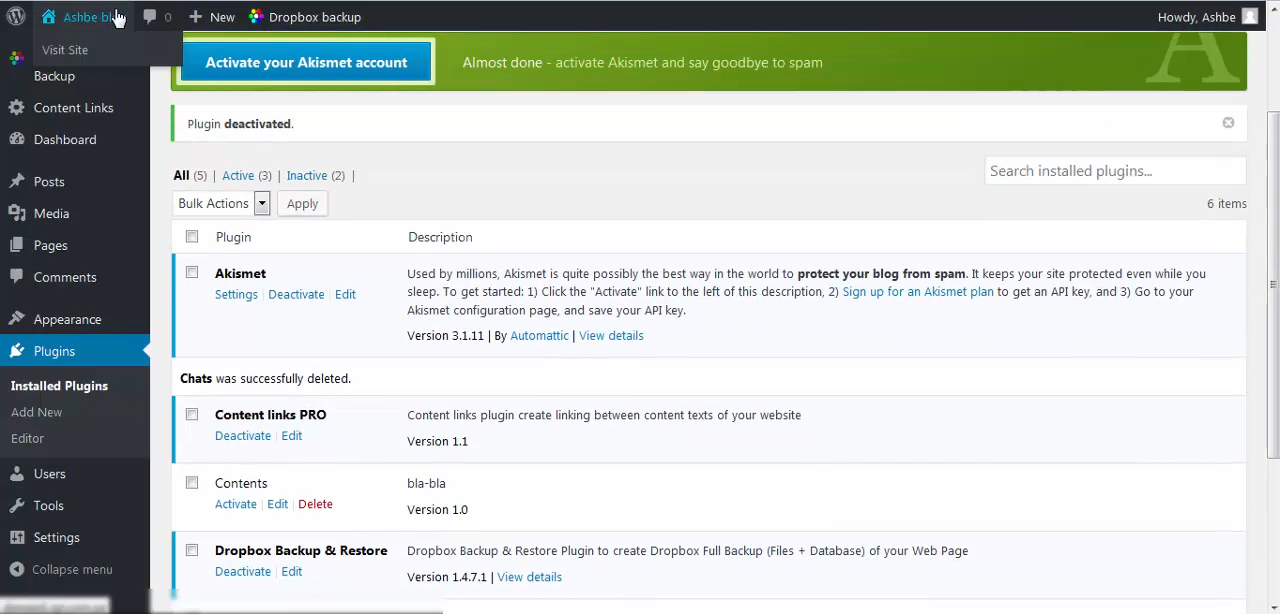 Ashbe bl 0 New Dropbox backup Howdy, Ashbe
Visit Site
Backup
Content Links
Dashboard
Posts
Media
Pages
Comments
Appearance
Plugins
Installed Plugins
Add New
Editor
Users
Tools
Settings
Collapse menu
Activate your Akismet account Almost done - activate Akismet and say goodbye to spam
A
Plugin deactivated.
All (5) | Active (3) | Inactive (2) |
Search installed plugins...
Bulk Actions Apply 6 items
Plugin Description
Akismet
Settings | Deactivate | Edit
Used by millions, Akismet is quite possibly the best way in the world to protect your blog from spam. It keeps your site protected even while you
sleep. To get started: 1) Click the "Activate" link to the left of this description, 2) Sign up for an Akismet plan to get an API key, and 3) Go to your
Akismet configuration page, and save your API key.
Version 3.1.11 | By Automattic | View details
Chats was successfully deleted.
Content links PRO
Deactivate | Edit
Content links plugin create linking between content texts of your website
Version 1.1
Contents
Activate | Edit | Delete
bla-bla
Version 1.0
Dropbox Backup & Restore
Deactivate | Edit
Dropbox Backup & Restore Plugin to create Dropbox Full Backup (Files + Database) of your Web Page
Version 1.4.7.1 | View details